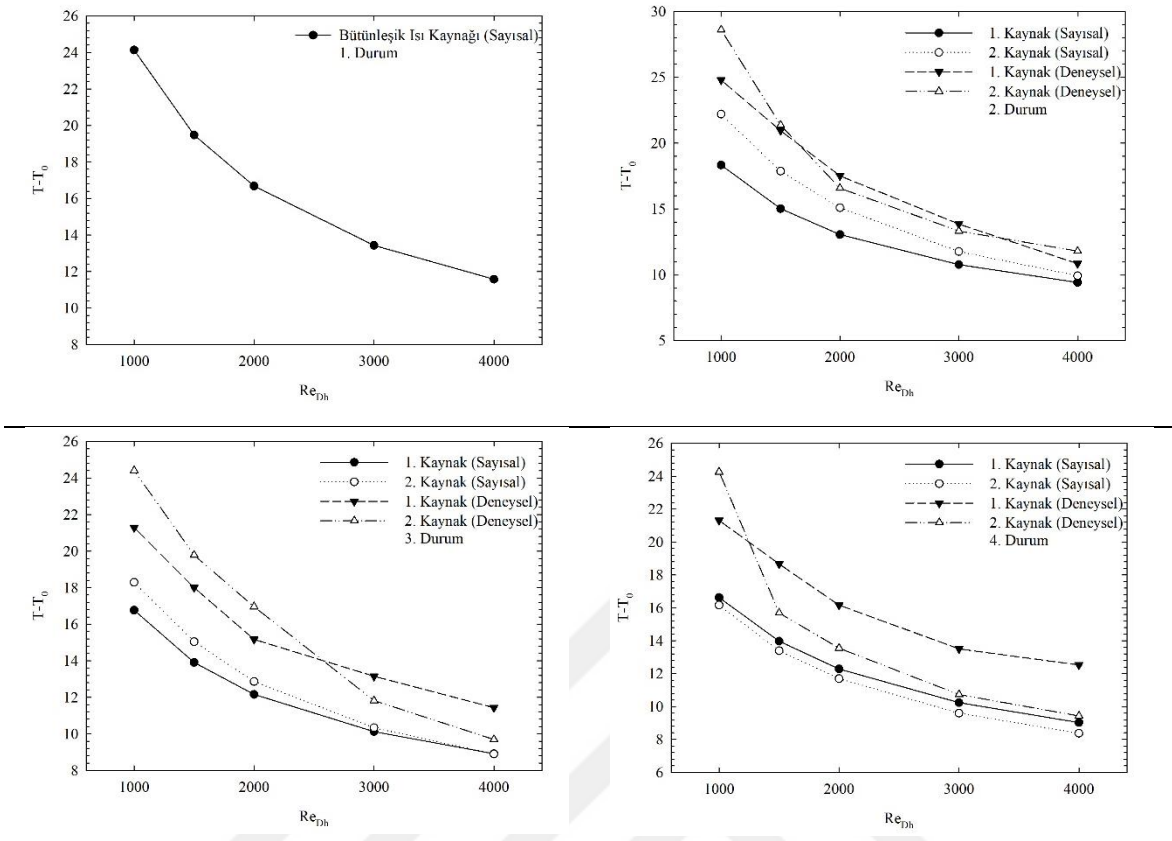 26
24
22
20
18
16
14
12
10
8
T-T0
1000
2000
3000
4000
ReDh
Bütünleşik Isı Kaynağı (Sayısal)
1. Durum
30
25
20
15
10
5
T-T0
1000
2000
3000
4000
ReDh
1. Kaynak (Sayısal)
2. Kaynak (Sayısal)
1. Kaynak (Deneysel)
2. Kaynak (Deneysel)
2. Durum
26
24
22
20
18
16
14
12
10
8
T-T0
1000
2000
3000
4000
ReDh
1. Kaynak (Sayısal)
2. Kaynak (Sayısal)
1. Kaynak (Deneysel)
2. Kaynak (Deneysel)
3. Durum
26
24
22
20
18
16
14
12
10
8
6
T-T0
1000
2000
3000
4000
ReDh
1. Kaynak (Sayısal)
2. Kaynak (Sayısal)
1. Kaynak (Deneysel)
2. Kaynak (Deneysel)
4. Durum